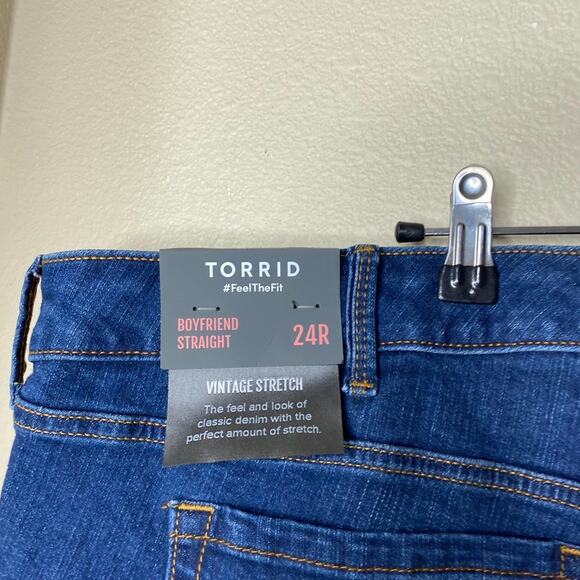 TORRID
#FeelTheFit
BOYFRIEND
STRAIGHT
24R
VINTAGE STRETCH
The feel and look of
classic denim with the
perfect amount of stretch.